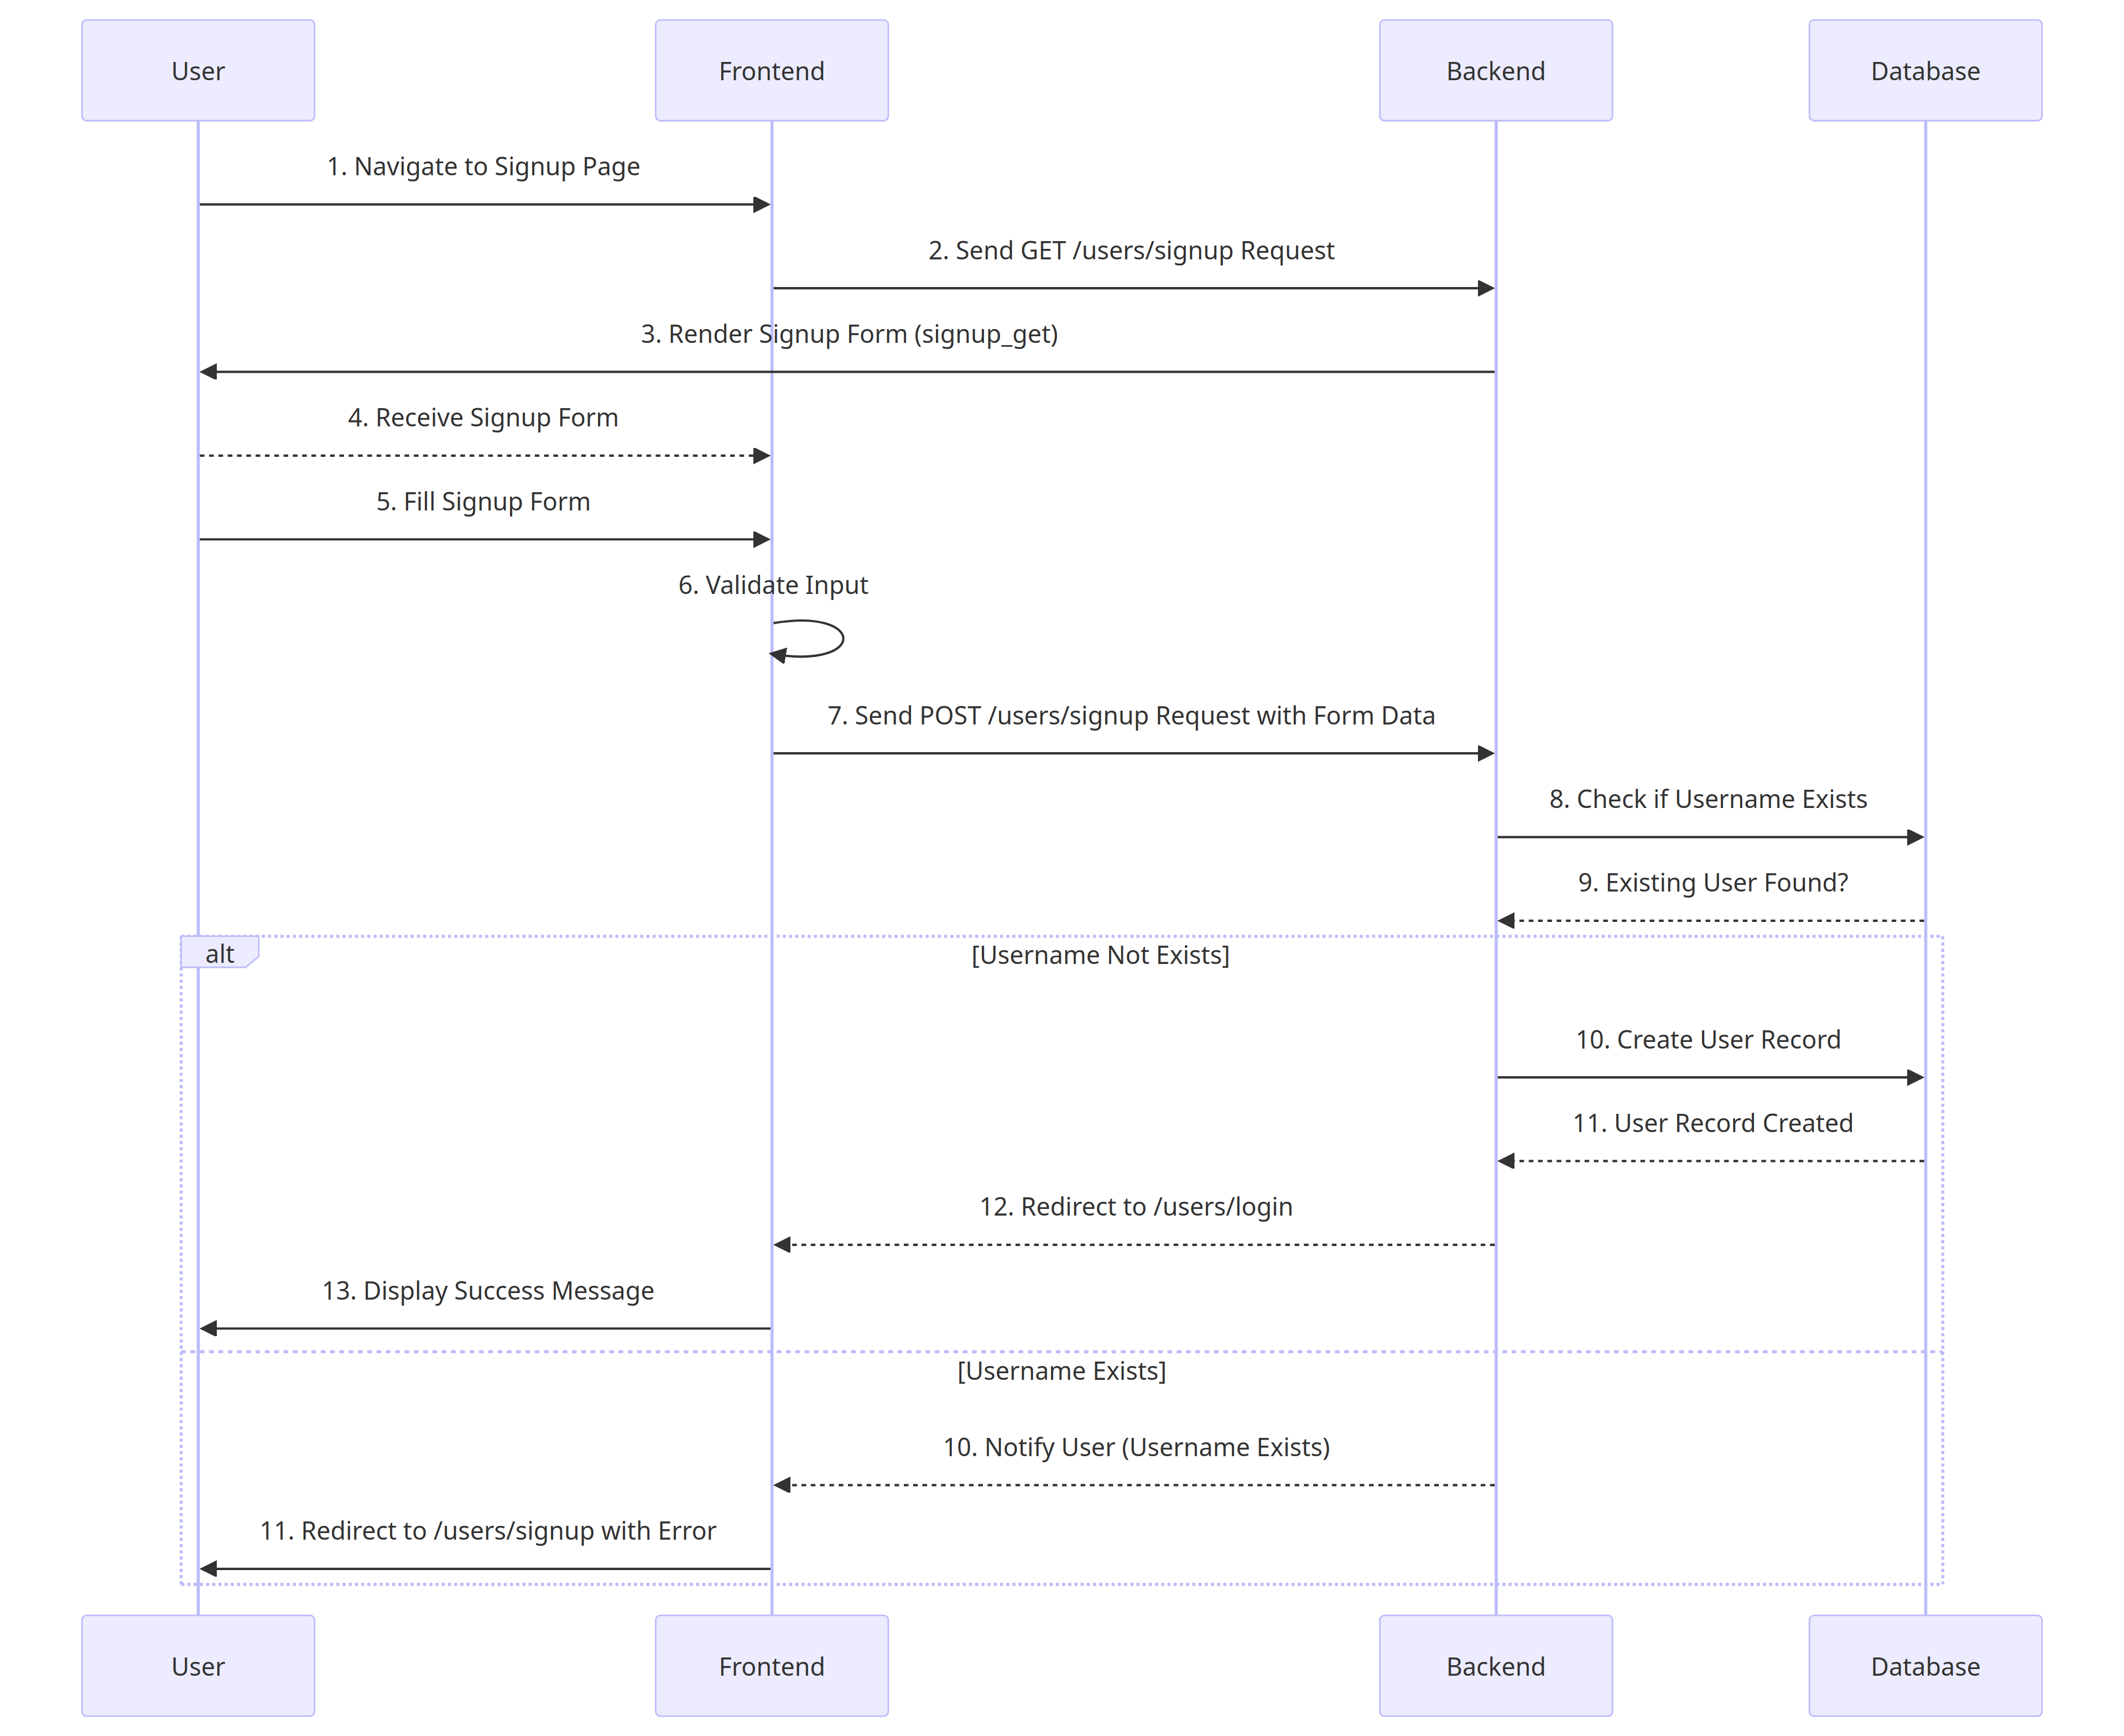 User
Frontend
Backend
Database
1. Navigate to Signup Page
2. Send GET /users/signup Request
3. Render Signup Form (signup_get)
4. Receive Signup Form
5. Fill Signup Form
6. Validate Input
7. Send POST /users/signup Request with Form Data
8. Check if Username Exists
9. Existing User Found?
alt
[Username Not Exists]
10. Create User Record
11. User Record Created
12. Redirect to /users/login
13. Display Success Message
[Username Exists]
10. Notify User (Username Exists)
11. Redirect to /users/signup with Error
User
Frontend
Backend
Database